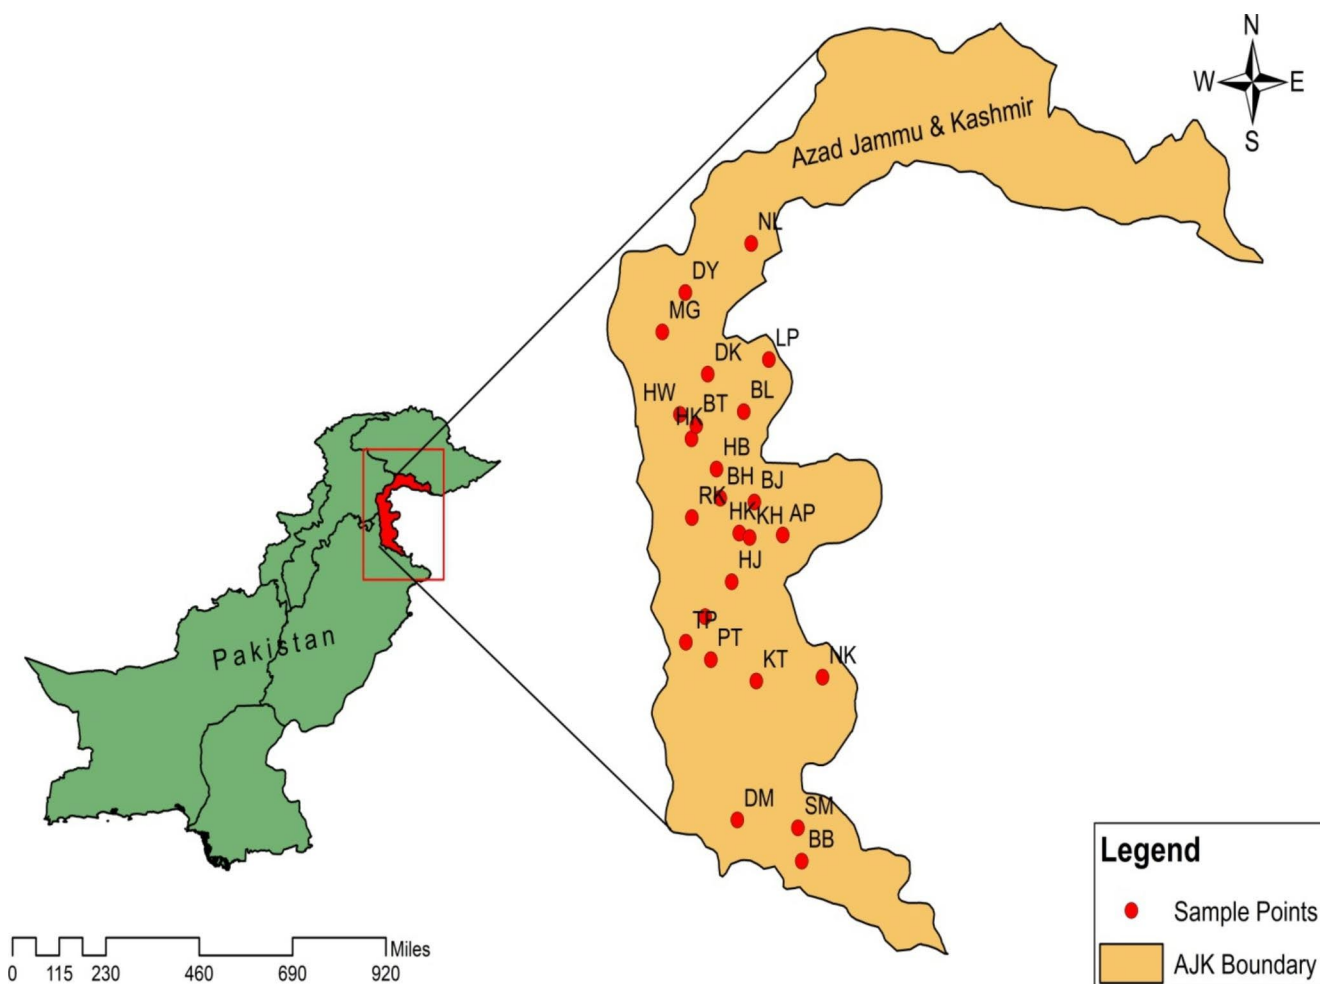 N
W E
S
Azad Jammu & Kashmir
NL
DY
MG
LP
DK
HW
BT
BL
HK
HB
BH
BJ
RK
HK
KH
AP
HJ
TP
PT
KT
NK
DM
SM
BB
Pakistan
Miles
0 115 230 460 690 920
Legend
Sample Points
AJK Boundary